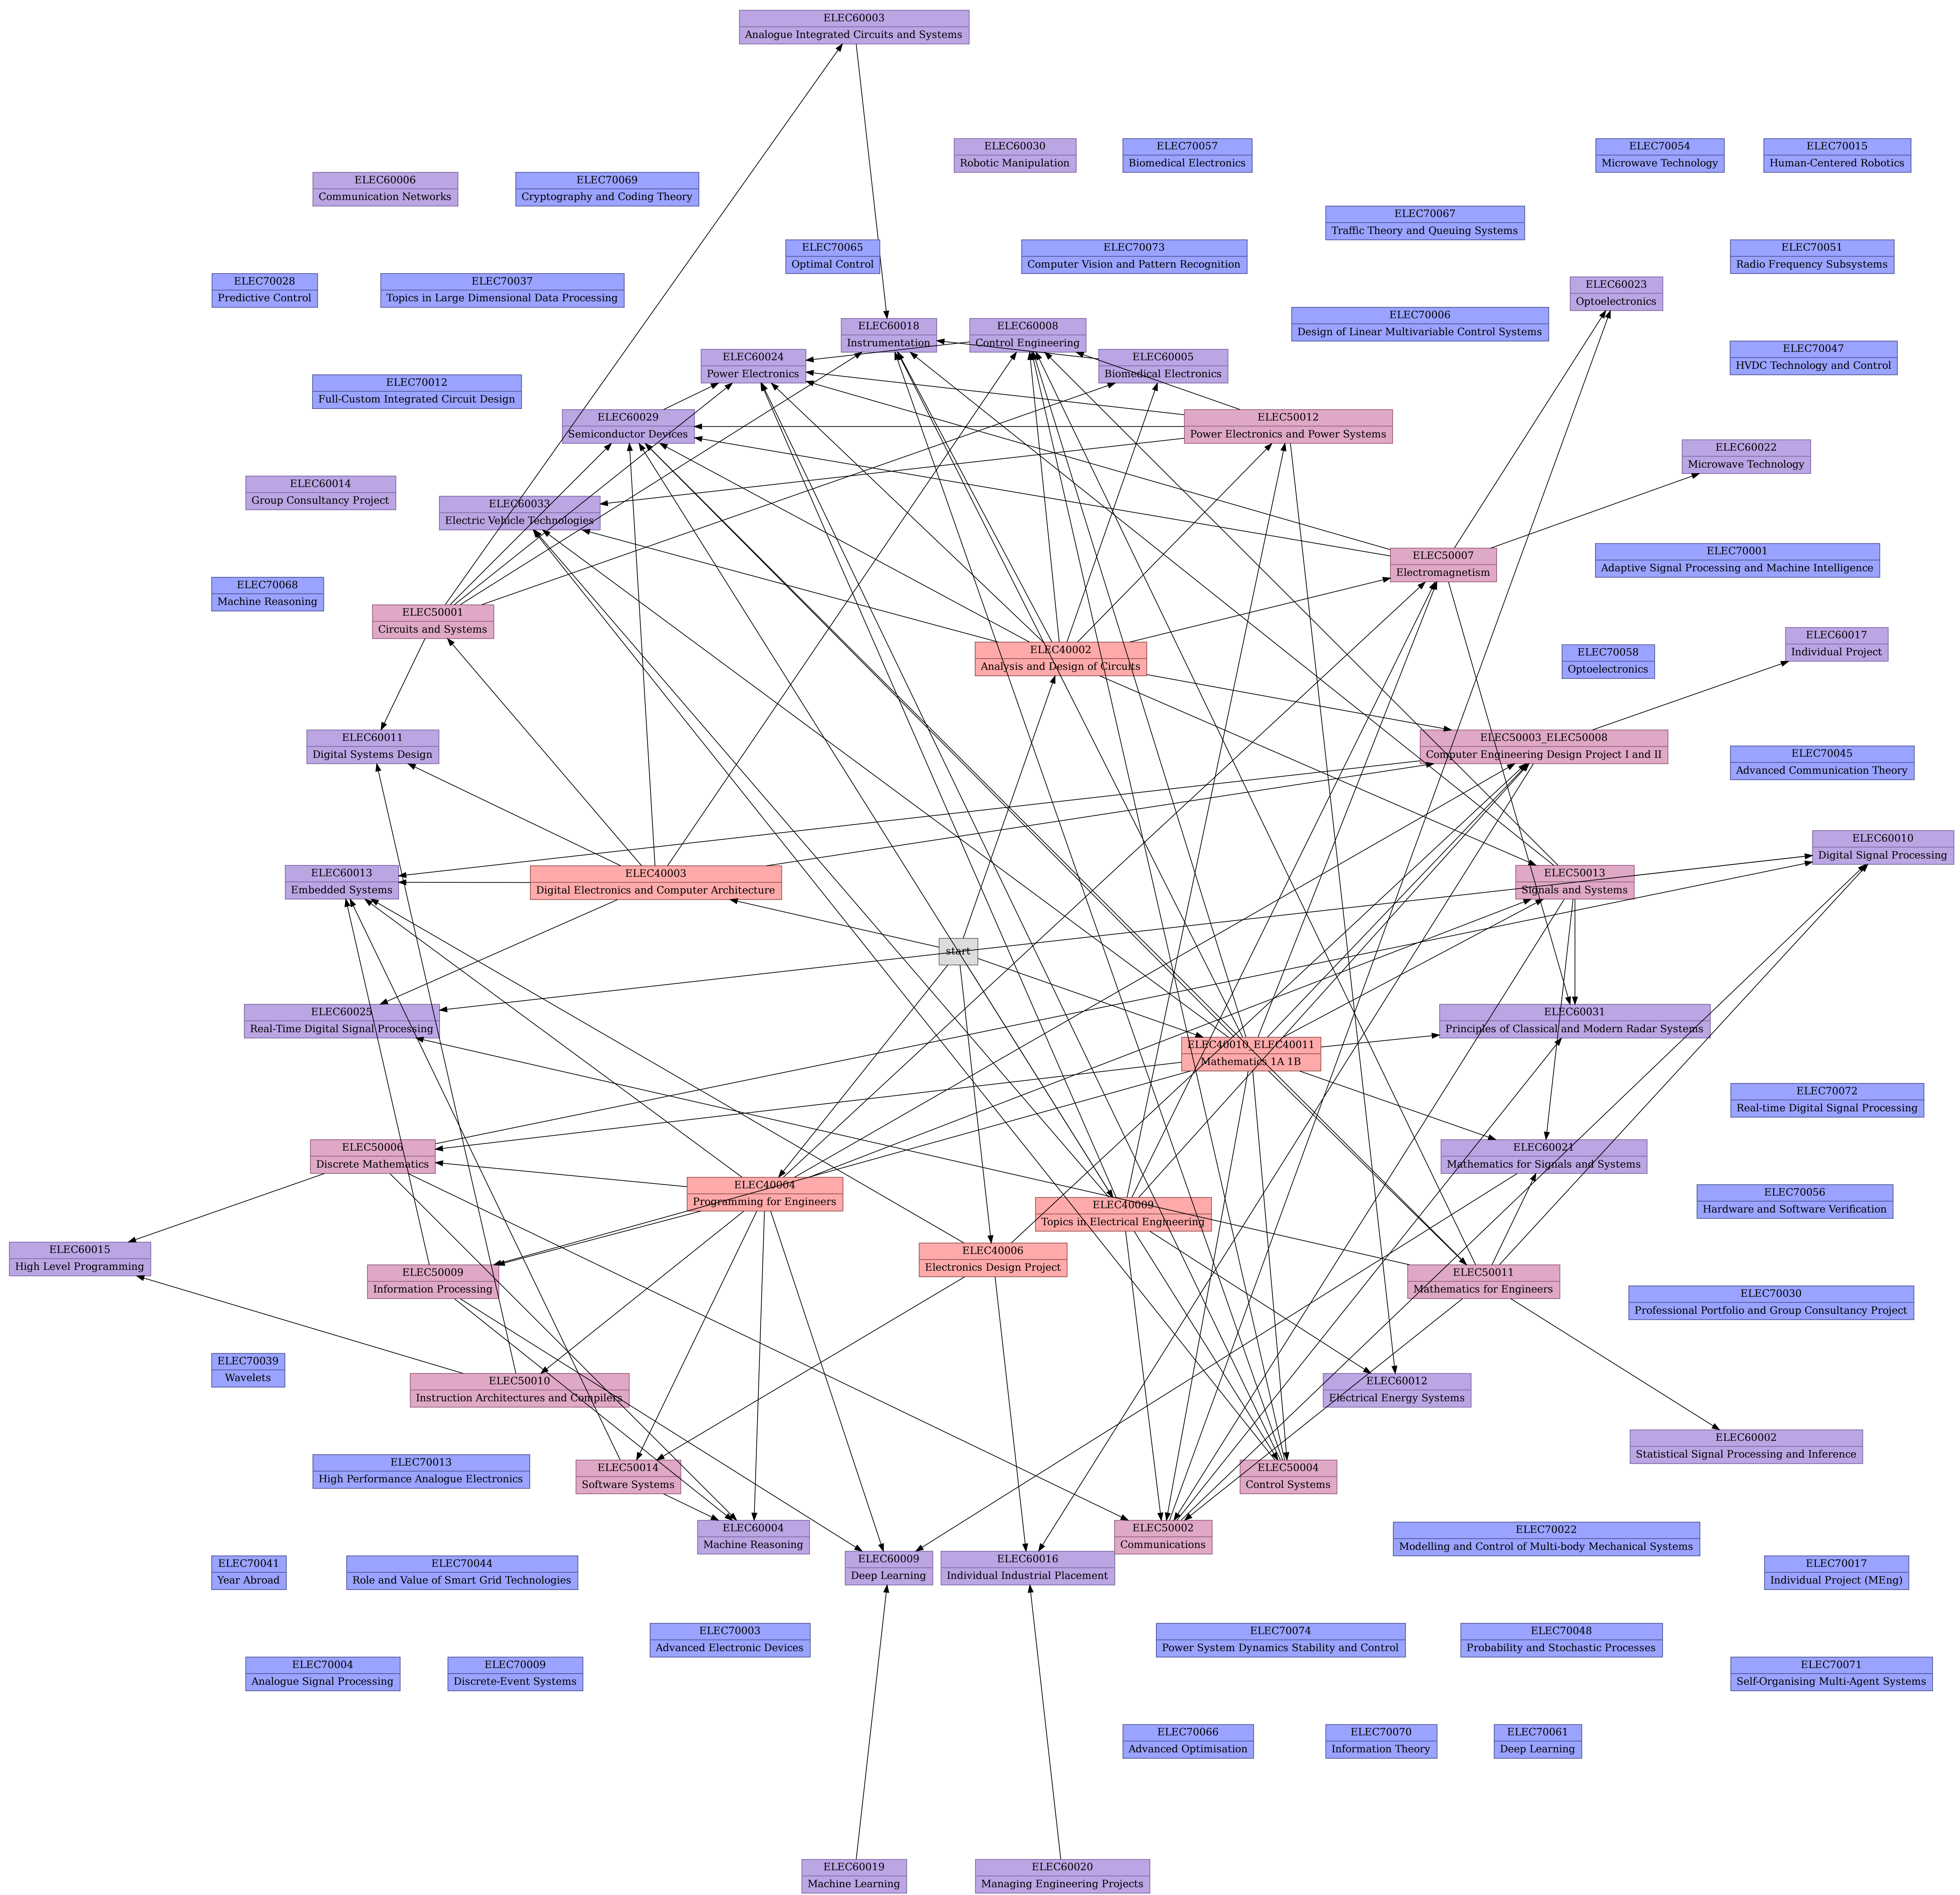 ELEC60003
Analogue Integrated Circuits and Systems
ELEC60030
Robotic Manipulation
ELEC70057
Biomedical Electronics
ELEC70054
Microwave Technology
ELEC70015
Human-Centered Robotics
ELEC60006
Communication Networks
ELEC70069
Cryptography and Coding Theory
ELEC70067
Traffic Theory and Queuing Systems
ELEC70065
Optimal Control
ELEC70073
Computer Vision and Pattern Recognition
ELEC70051
Radio Frequency Subsystems
ELEC70028
Predictive Control
ELEC70037
Topics in Large Dimensional Data Processing
ELEC60023
Optoelectronics
ELEC70006
Design of Linear Multivariable Control Systems
ELEC60018
Instrumentation
ELEC60008
Control Engineering
ELEC70047
HVDC Technology and Control
ELEC60024
Power Electronics
ELEC60005
Biomedical Electronics
ELEC70012
Full-Custom Integrated Circuit Design
ELEC60029
Semiconductor Devices
ELEC50012
Power Electronics and Power Systems
ELEC60022
Microwave Technology
ELEC60014
Group Consultancy Project
ELEC60033
Electric Vehicle Technologies
ELEC50007
Electromagnetism
ELEC70001
Adaptive Signal Processing and Machine Intelligence
ELEC70068
Machine Reasoning
ELEC50001
Circuits and Systems
ELEC60017
Individual Project
ELEC40002
Analysis and Design of Circuits
ELEC70058
Optoelectronics
ELEC60011
Digital Systems Design
ELEC50003_ELEC50008
Computer Engineering Design Project I and II
ELEC70045
Advanced Communication Theory
ELEC60010
Digital Signal Processing
ELEC60013
Embedded Systems
ELEC40003
Digital Electronics and Computer Architecture
ELEC50013
Signals and Systems
start
ELEC60025
Real-Time Digital Signal Processing
ELEC60031
Principles of Classical and Modern Radar Systems
ELEC40010_ELEC40011
Mathematics 1A 1B
ELEC70072
Real-time Digital Signal Processing
ELEC50006
Discrete Mathematics
ELEC60021
Mathematics for Signals and Systems
ELEC40004
Programming for Engineers
ELEC70056
Hardware and Software Verification
ELEC40009
Topics in Electrical Engineering
ELEC60015
High Level Programming
ELEC40006
Electronics Design Project
ELEC50009
Information Processing
ELEC50011
Mathematics for Engineers
ELEC70030
Professional Portfolio and Group Consultancy Project
ELEC70039
Wavelets
ELEC50010
Instruction Architectures and Compilers
ELEC60012
Electrical Energy Systems
ELEC60002
Statistical Signal Processing and Inference
ELEC70013
High Performance Analogue Electronics
ELEC50014
Software Systems
ELEC50004
Control Systems
ELEC60004
Machine Reasoning
ELEC50002
Communications
ELEC70022
Modelling and Control of Multi-body Mechanical Systems
ELEC70041
Year Abroad
ELEC70044
Role and Value of Smart Grid Technologies
ELEC60009
Deep Learning
ELEC60016
Individual Industrial Placement
ELEC70017
Individual Project (MEng)
ELEC70003
Advanced Electronic Devices
ELEC70074
Power System Dynamics Stability and Control
ELEC70048
Probability and Stochastic Processes
ELEC70004
Analogue Signal Processing
ELEC70009
Discrete-Event Systems
ELEC70071
Self-Organising Multi-Agent Systems
ELEC70066
Advanced Optimisation
ELEC70070
Information Theory
ELEC70061
Deep Learning
ELEC60019
Machine Learning
ELEC60020
Managing Engineering Projects